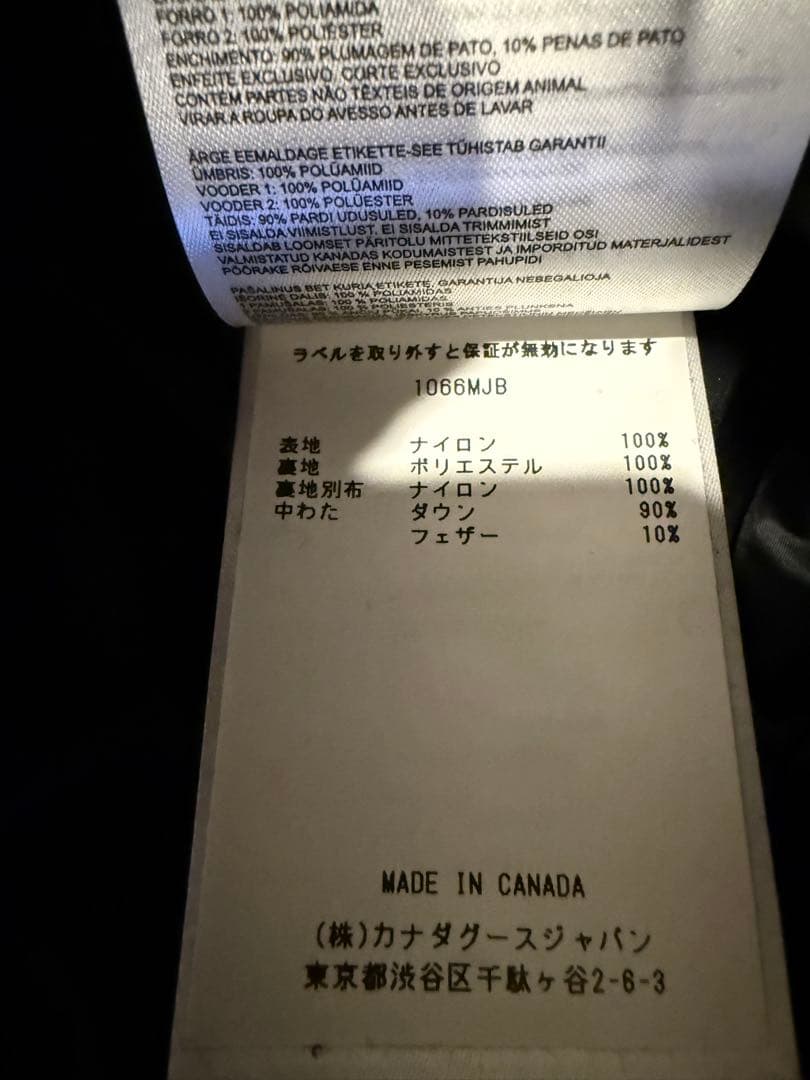 FORRO 1: 100% POLIAMIDA
FORRO 2: 100% POLIÉSTER
ENCHIMENTO: 90% PLUMAGEM DE PATO, 10% PENAS DE PATO
ENFEITE EXCLUSIVO, CORTE EXCLUSIVO
CONTÉM PARTES NÃO TÊXTEIS DE ORIGEM ANIMAL
VIRAR A ROUPA DO AVESSO ANTES DE LAVAR
ÄRGE EEMALDAGE ETIKETTE-SEE TÜHISTAB GARANTII
ÜMBRIS: 100% POLÜAMIID
VOODER 1: 100% POLÜAMIID
VOODER 2: 100% POLÜESTER
TÄIDIS: 90% PARDI UDUSULED, 10% PARDISULED
EI SISALDA VIIMISTLUST, EI SISALDA TRIMMIMIST
SISALDAB LOOMSET PÄRITOLU MITTETEKSTIILSEID OSI
VALMISTATUD KANADAS KODUMAISTEST JA IMPORDITUD MATERJALIDEST
PÖÖRAKE RÕIVAESE ENNE PESEMIST PAHUPIDI
PAŠALINUS BET KURIĄ ETIKETĘ, GARANTIJA NEBEGALIOJA
IŠORINĖ DALIS: 100 % POLIAMIDAS
1 PAMUŠALAS: 100 % POLIAMIDAS
ラベルを取り外すと保証が無効になります
1066MJB
表地 ナイロン 100%
裏地 ポリエステル 100%
裏地別布 ナイロン 100%
中わた ダウン 90%
フェザー 10%
MADE IN CANADA
(株)カナダグースジャパン
東京都渋谷区千駄ヶ谷2-6-3